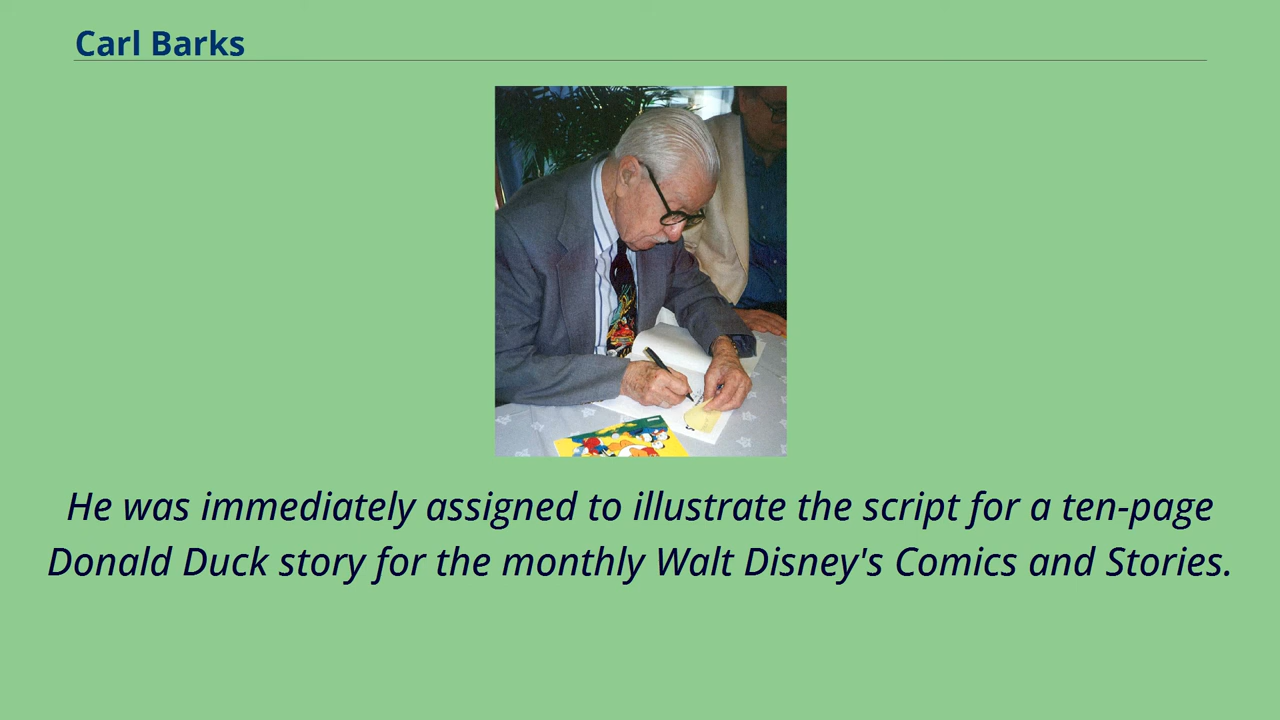 Carl Barks
He was immediately assigned to illustrate the script for a ten-page
Donald Duck story for the monthly Walt Disney's Comics and Stories.